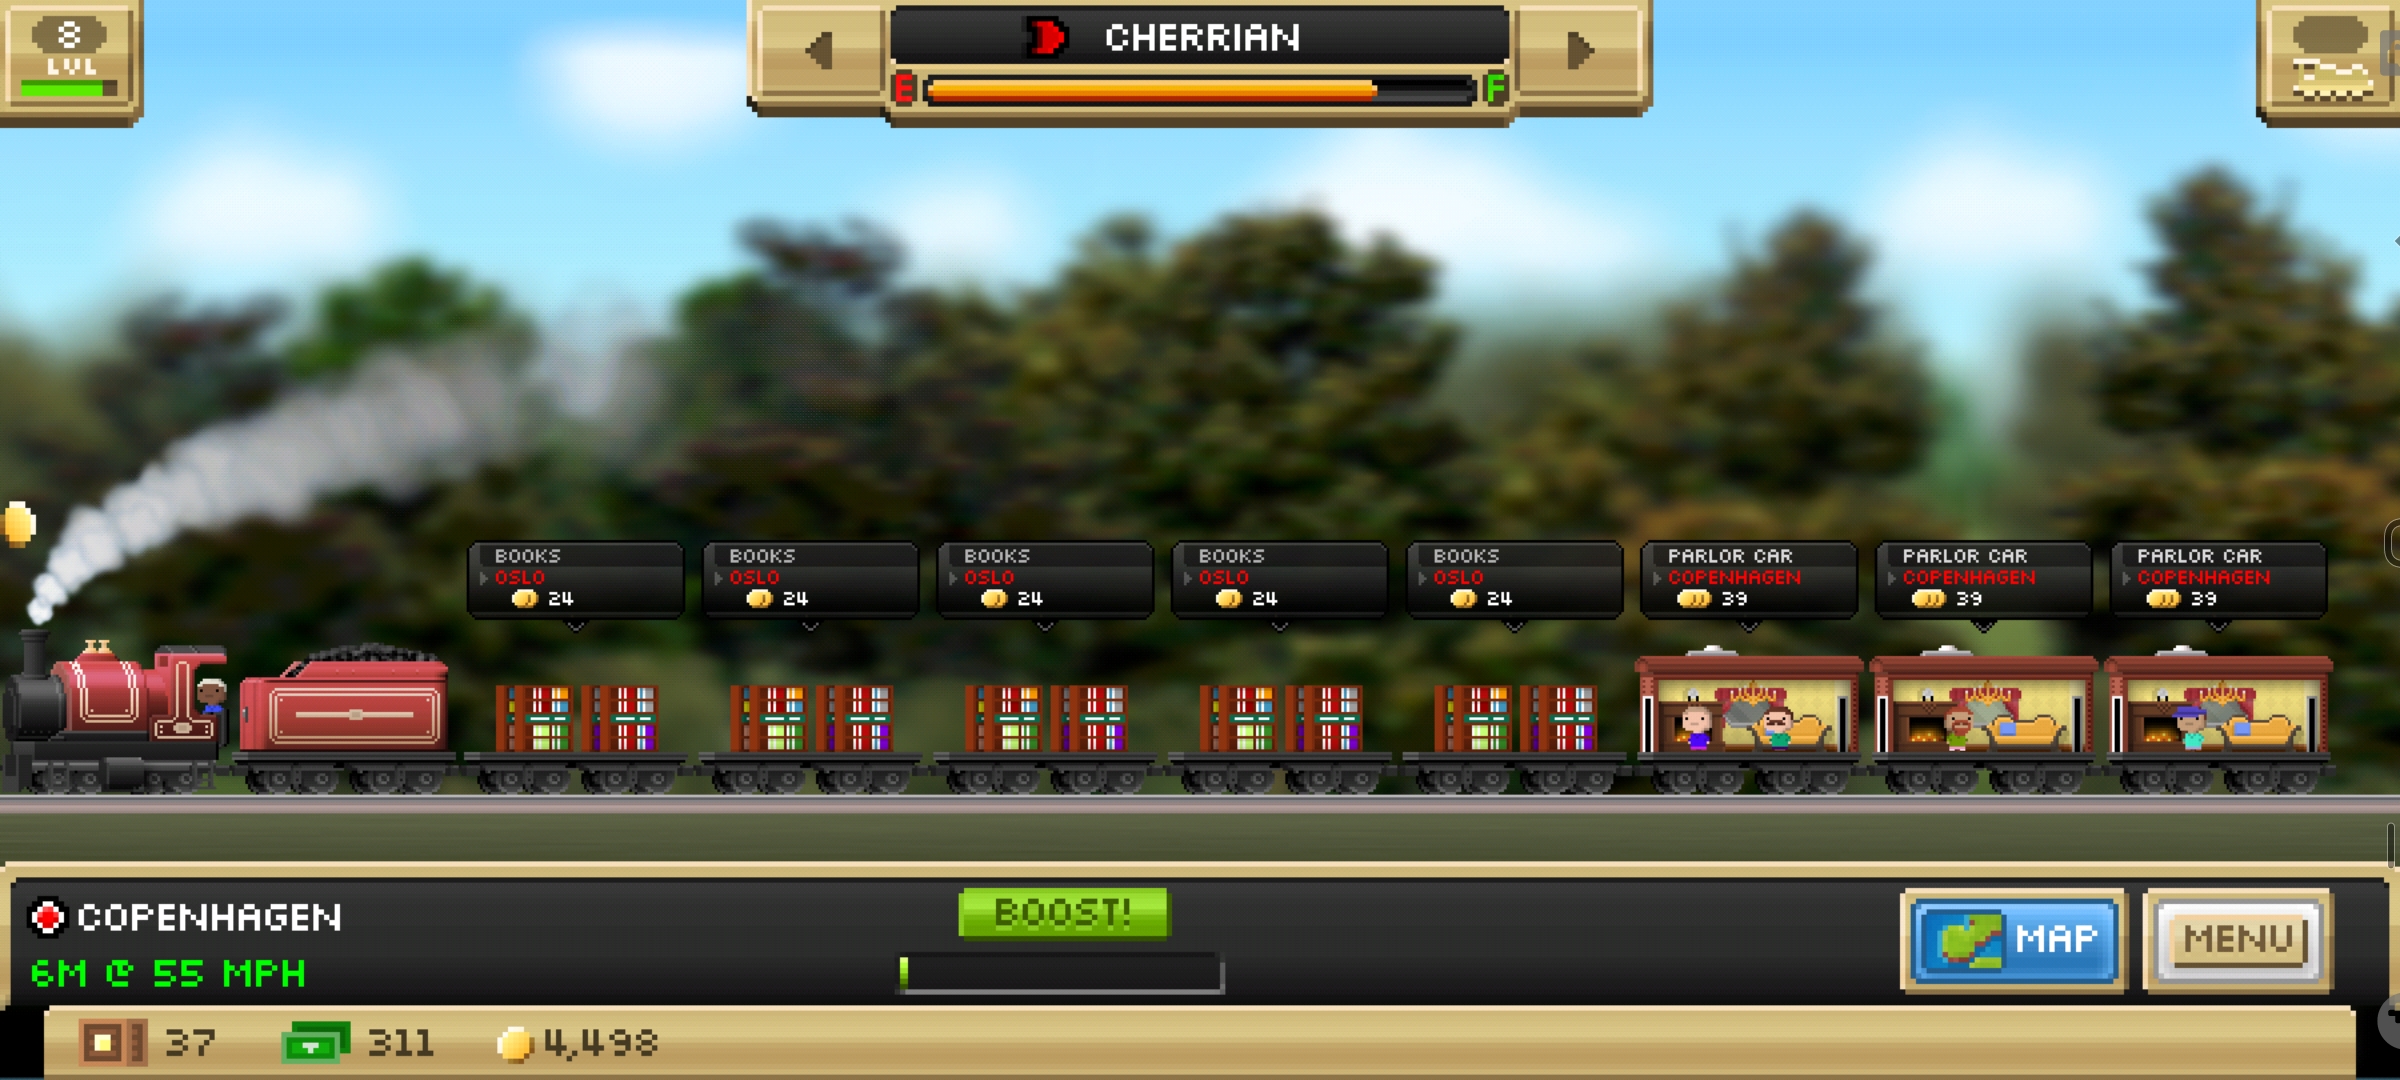 8
LVL
CHERRIAN
E
F
BOOKS
OSLO
24
BOOKS
OSLO
24
BOOKS
OSLO
24
BOOKS
OSLO
24
BOOKS
OSLO
24
PARLOR CAR
COPENHAGEN
39
PARLOR CAR
COPENHAGEN
39
PARLOR CAR
COPENHAGEN
39
COPENHAGEN
6M @ 55 MPH
BOOST!
MAP
MENU
37
311
4,498